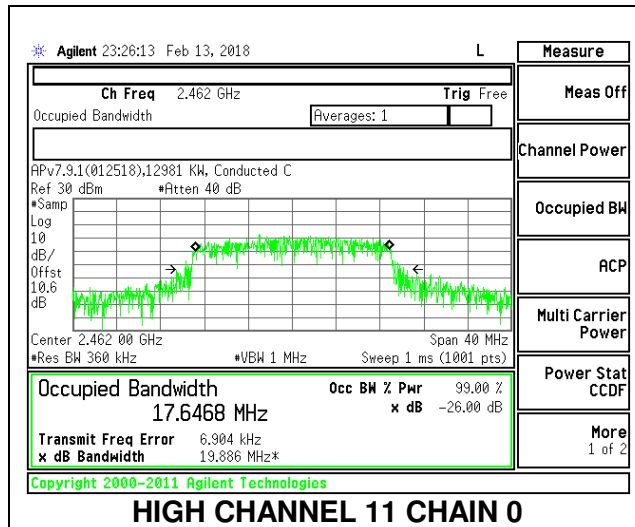 Agilent 23:26:13 Feb 13, 2018 L
Measure
Ch Freq 2.462 GHz Trig Free
Meas Off
Occupied Bandwidth Averages: 1
Channel Power
APv7.9.1(012518),12981 KW, Conducted C
Ref 30 dBm #Atten 40 dB
#Samp
Log
10
dB/
Offst
10.6
dB
Occupied BW
ACP
Center 2.462 00 GHz Span 40 MHz
#Res BW 360 kHz #VBW 1 MHz Sweep 1 ms (1001 pts)
Multi Carrier
Power
Occupied Bandwidth Occ BW % Pwr 99.00 %
17.6468 MHz x dB -26.00 dB
Power Stat
CCDF
Transmit Freq Error 6.904 kHz
x dB Bandwidth 19.886 MHz*
More
1 of 2
Copyright 2000-2011 Agilent Technologies
HIGH CHANNEL 11 CHAIN 0